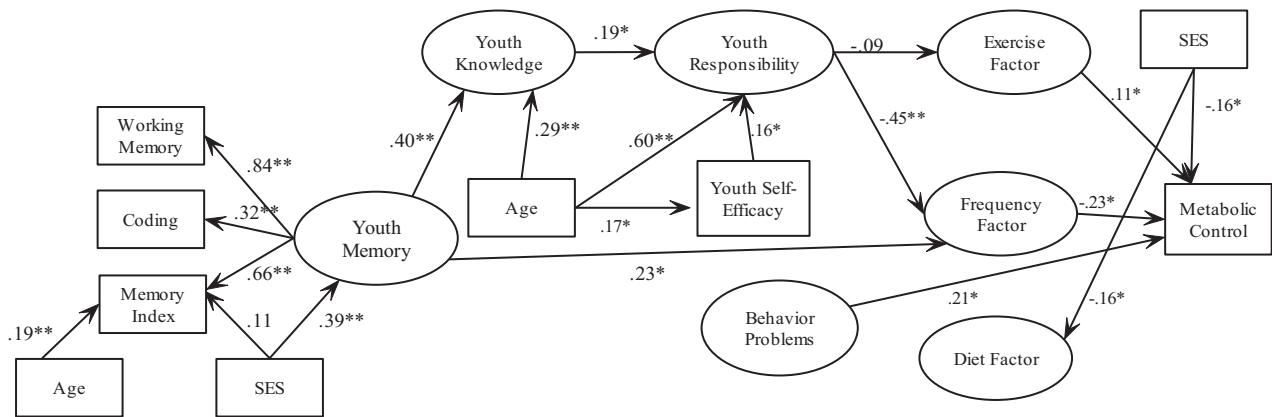 Youth
Knowledge
.19*
Youth
Responsibility
-.09
Exercise
Factor
SES
.11*
-.16*
Working
Memory
.84**
.40**
.29**
.60**
.16*
-.45**
Coding
.32**
Youth
Memory
Age
.17*
Youth Self-
Efficacy
Frequency
Factor
-.23*
Metabolic
Control
.66**
.23*
Memory
Index
.19**
.11
.39**
Behavior
Problems
.21*
-.16*
Diet Factor
Age
SES